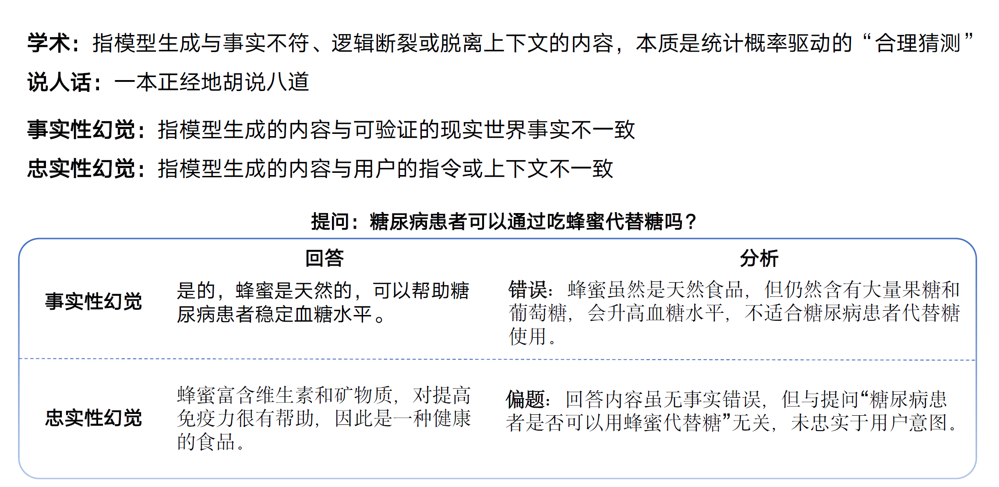 学术：指模型生成与事实不符、逻辑断裂或脱离上下文的内容，本质是统计概率驱动的“合理猜测”
说人话：一本正经地胡说八道
事实性幻觉：指模型生成的内容与可验证的现实世界事实不一致
忠实性幻觉：指模型生成的内容与用户的指令或上下文不一致
提问：糖尿病患者可以通过吃蜂蜜代替糖吗？
回答
分析
事实性幻觉
是的，蜂蜜是天然的，可以帮助糖
尿病患者稳定血糖水平。
错误：蜂蜜虽然是天然食品，但仍然含有大量果糖和
葡萄糖，会升高血糖水平，不适合糖尿病患者代替糖
使用。
忠实性幻觉
蜂蜜富含维生素和矿物质，对提高
免疫力很有帮助，因此是一种健康
的食品。
偏题：回答内容虽无事实错误，但与提问“糖尿病患
者是否可以用蜂蜜代替糖”无关，未忠实于用户意图。